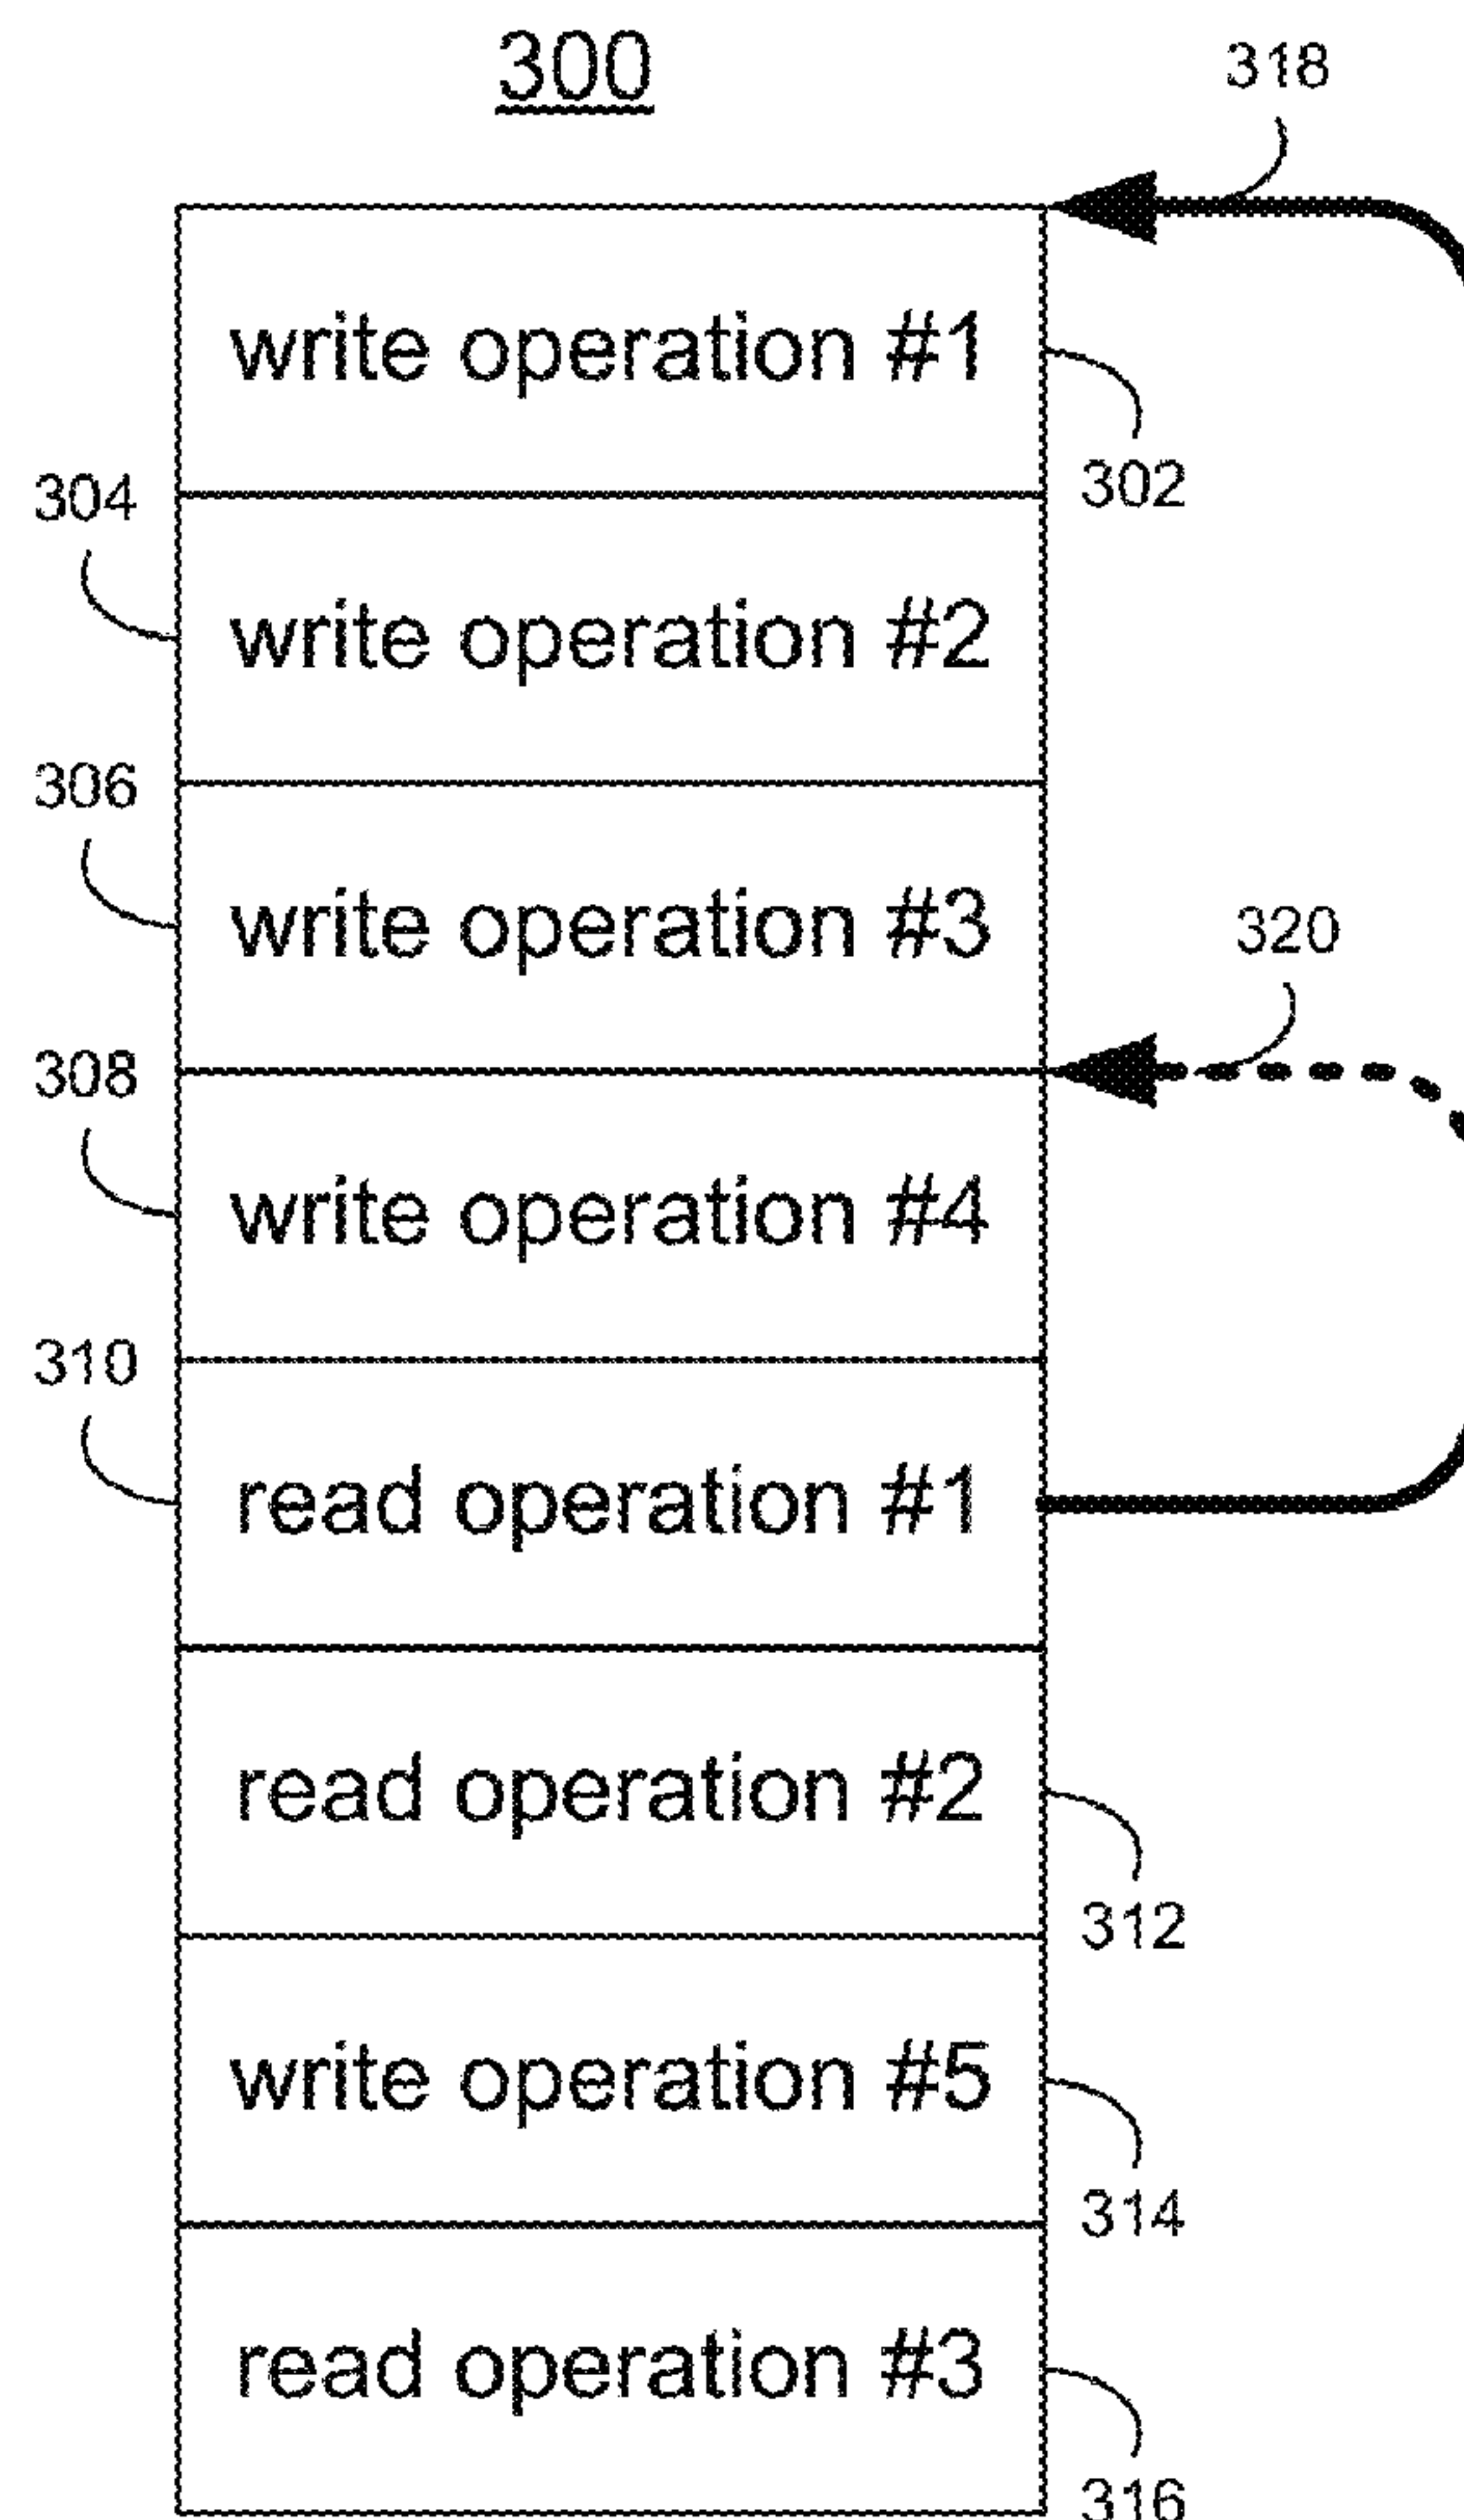 300
318
write operation #1
302
304
write operation #2
306
write operation #3
320
308
write operation #4
310
read operation #1
read operation #2
312
write operation #5
314
read operation #3
316